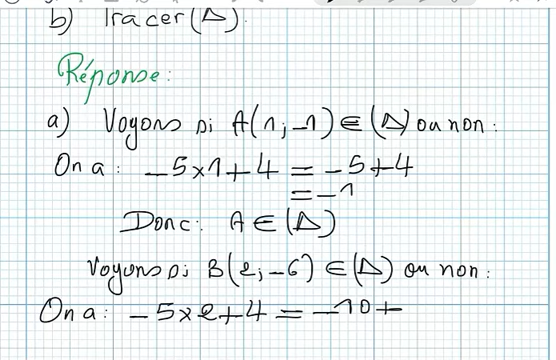 b) Tracer (Δ).
Réponse:
a) Voyons si A(1; -1) ∈ (Δ) ou non:
On a: -5×1+4 = -5+4
= -1
Donc: A ∈ (Δ)
Voyons si B(2; -6) ∈ (Δ) ou non:
On a: -5×2+4 = -10+